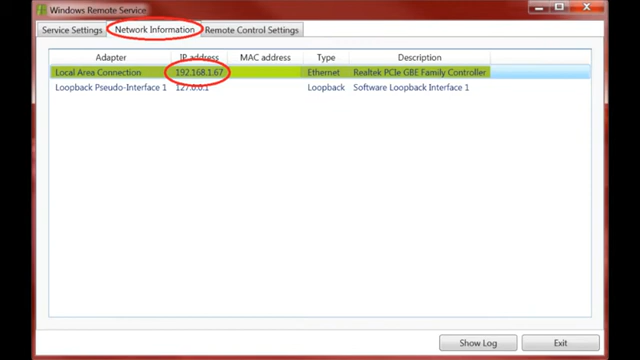 Windows Remote Service
Service Settings Network Information Remote Control Settings
Adapter IP address MAC address Type Description
Local Area Connection 192.168.1.67 Ethernet Realtek PCIe GBE Family Controller
Loopback Pseudo-Interface 1 127.0.0.1 Loopback Software Loopback Interface 1
Show Log Exit